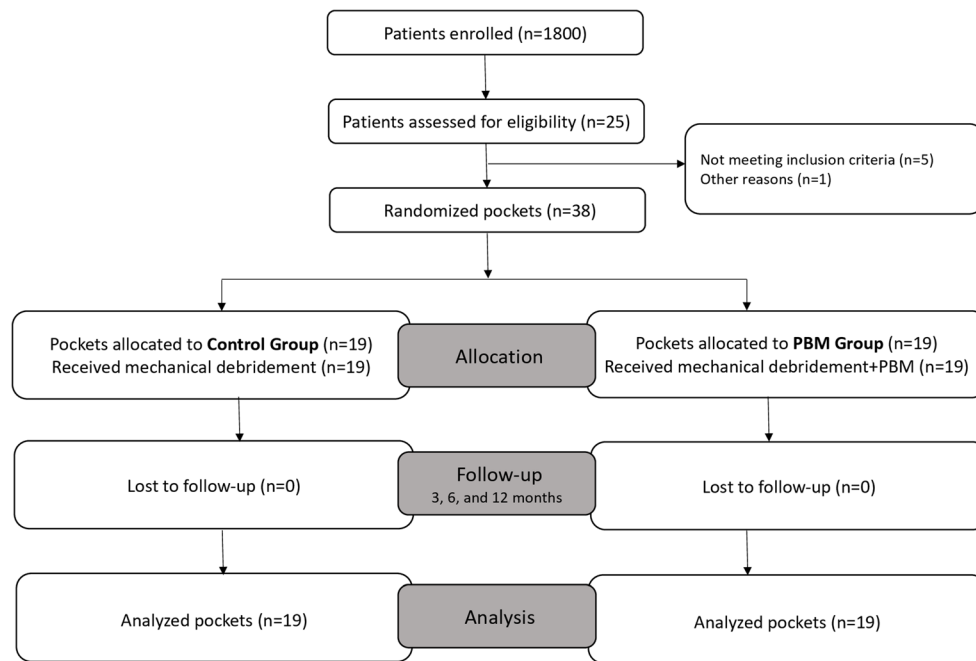 Patients enrolled (n=1800)
Patients assessed for eligibility (n=25)
Not meeting inclusion criteria (n=5)
Other reasons (n=1)
Randomized pockets (n=38)
Pockets allocated to Control Group (n=19)
Received mechanical debridement (n=19)
Allocation
Pockets allocated to PBM Group (n=19)
Received mechanical debridement+PBM (n=19)
Lost to follow-up (n=0)
Follow-up
3, 6, and 12 months
Lost to follow-up (n=0)
Analyzed pockets (n=19)
Analysis
Analyzed pockets (n=19)